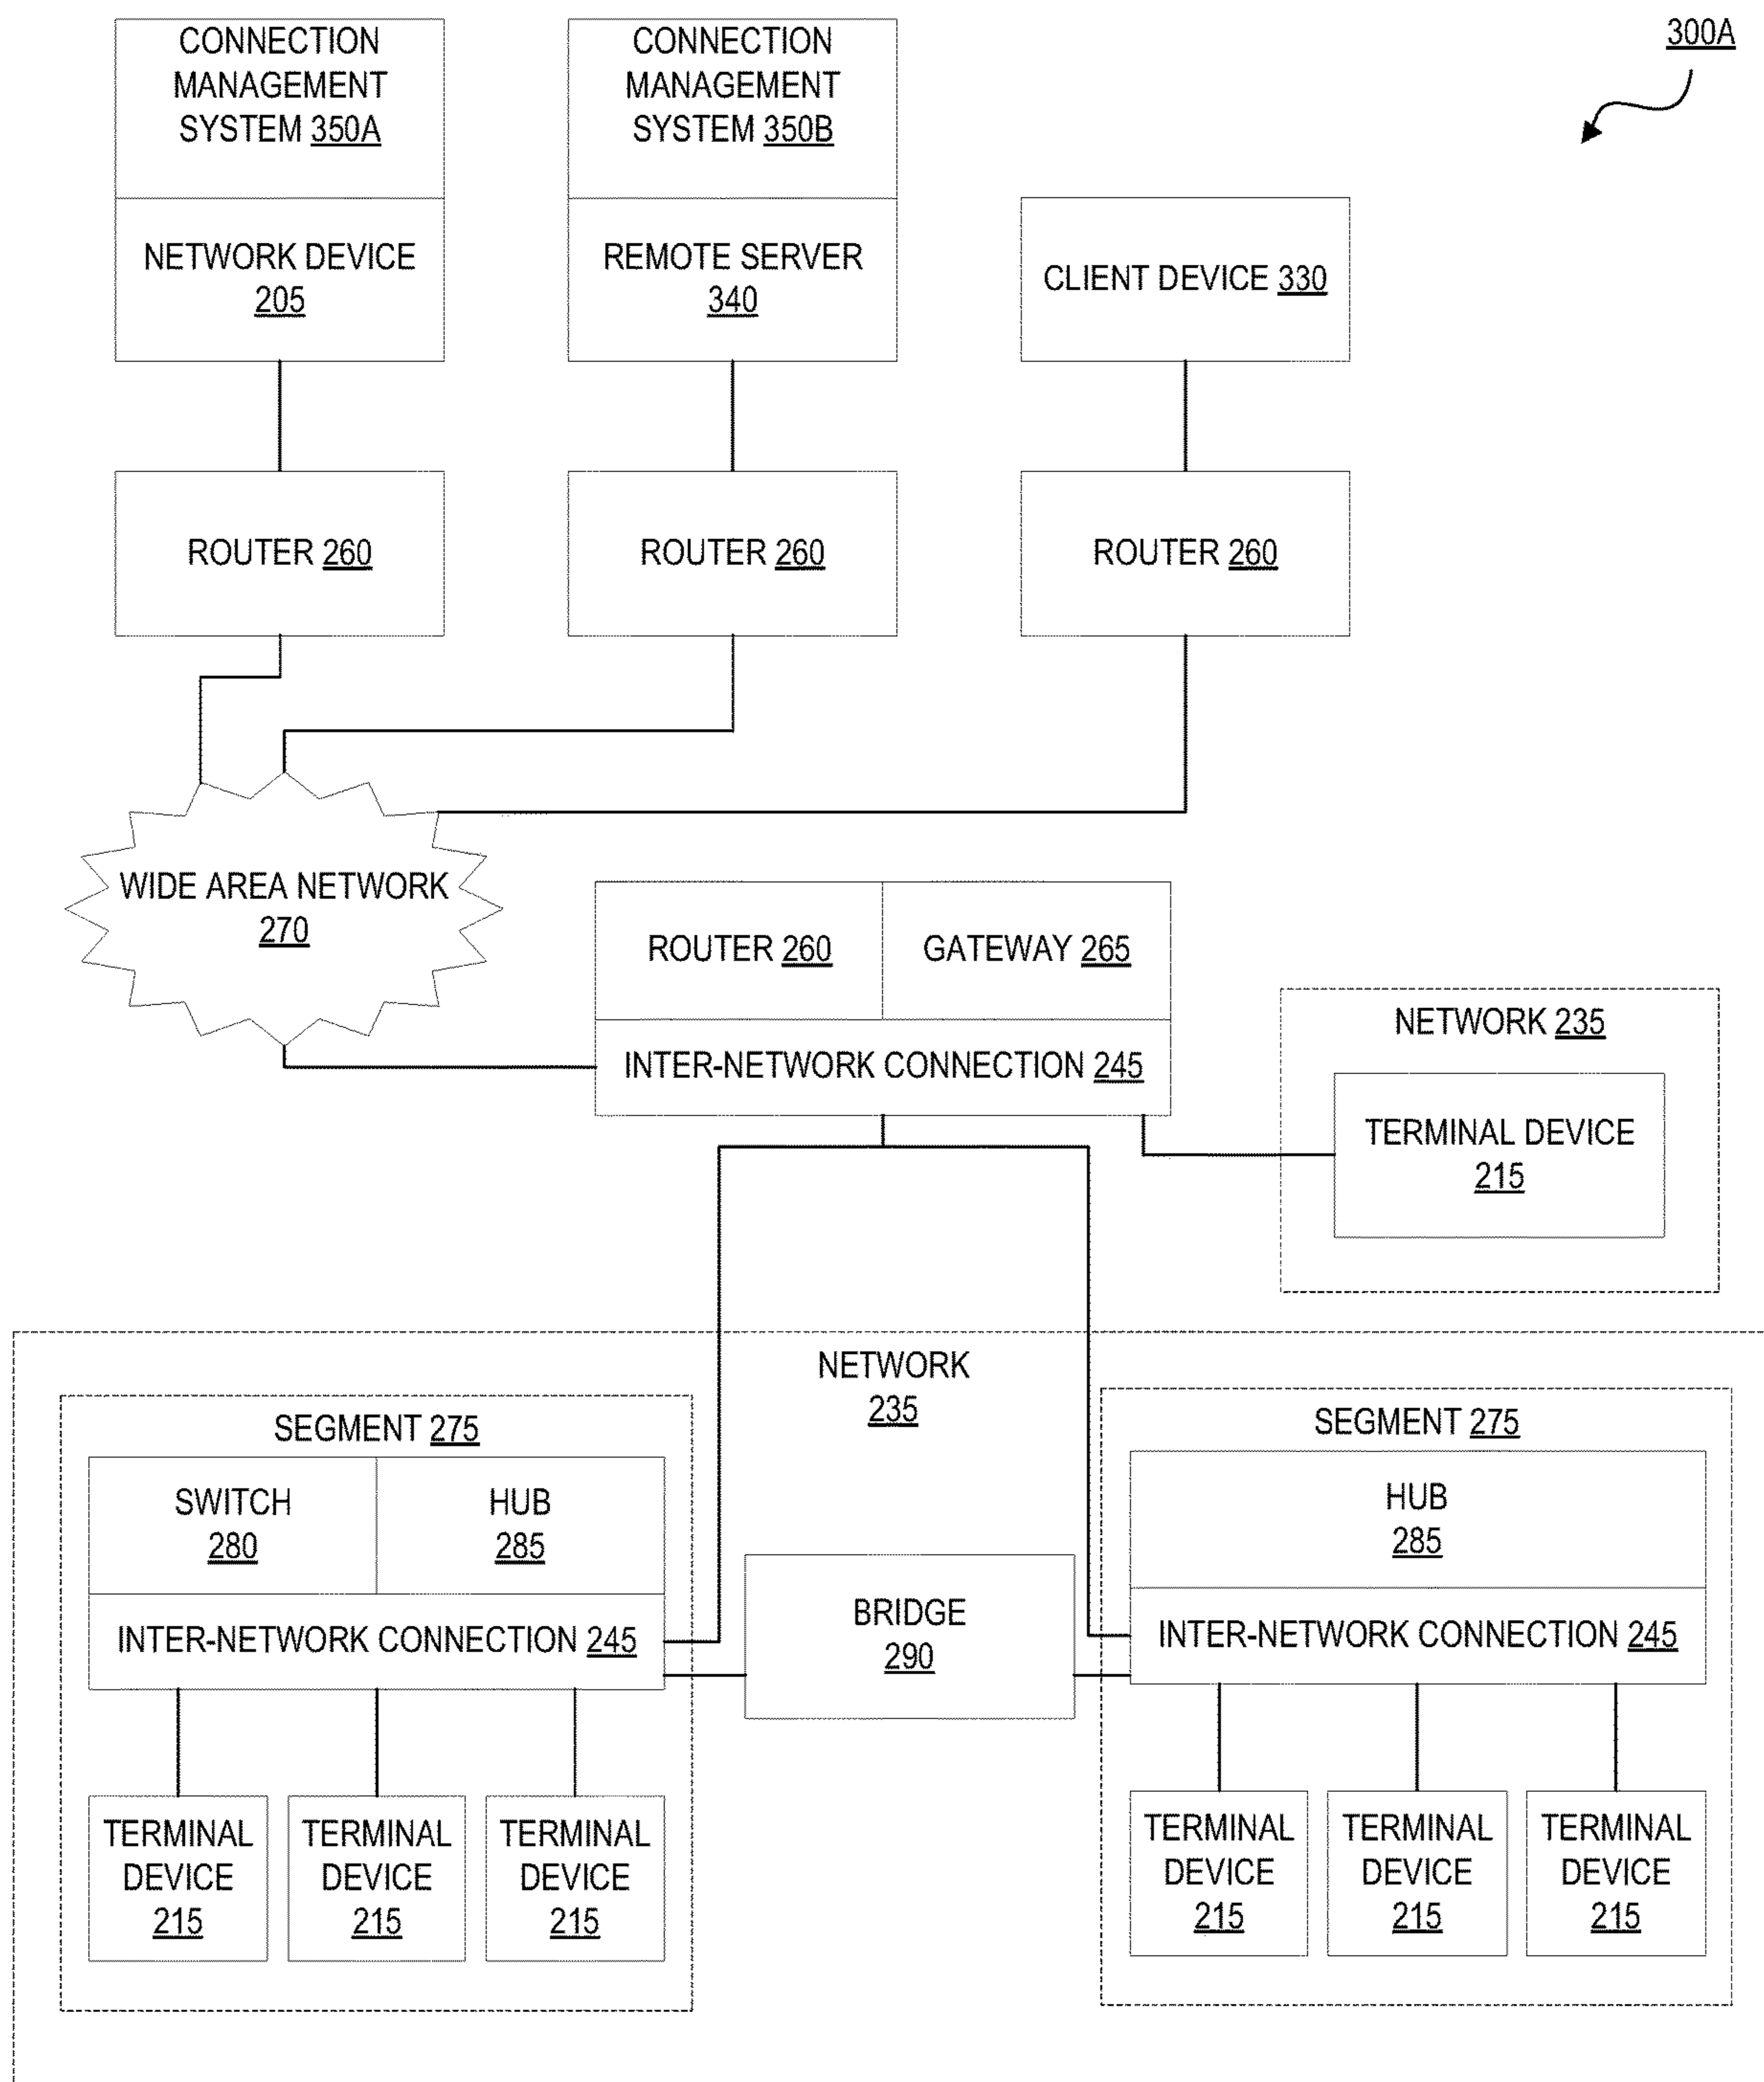 300A
CONNECTION
MANAGEMENT
SYSTEM 350A
CONNECTION
MANAGEMENT
SYSTEM 350B
NETWORK DEVICE
205
REMOTE SERVER
340
CLIENT DEVICE 330
ROUTER 260
ROUTER 260
ROUTER 260
WIDE AREA NETWORK
270
ROUTER 260
GATEWAY 265
INTER-NETWORK CONNECTION 245
NETWORK 235
TERMINAL DEVICE
215
NETWORK
235
SEGMENT 275
SWITCH
280
HUB
285
INTER-NETWORK CONNECTION 245
BRIDGE
290
SEGMENT 275
HUB
285
INTER-NETWORK CONNECTION 245
TERMINAL
DEVICE
215
TERMINAL
DEVICE
215
TERMINAL
DEVICE
215
TERMINAL
DEVICE
215
TERMINAL
DEVICE
215
TERMINAL
DEVICE
215